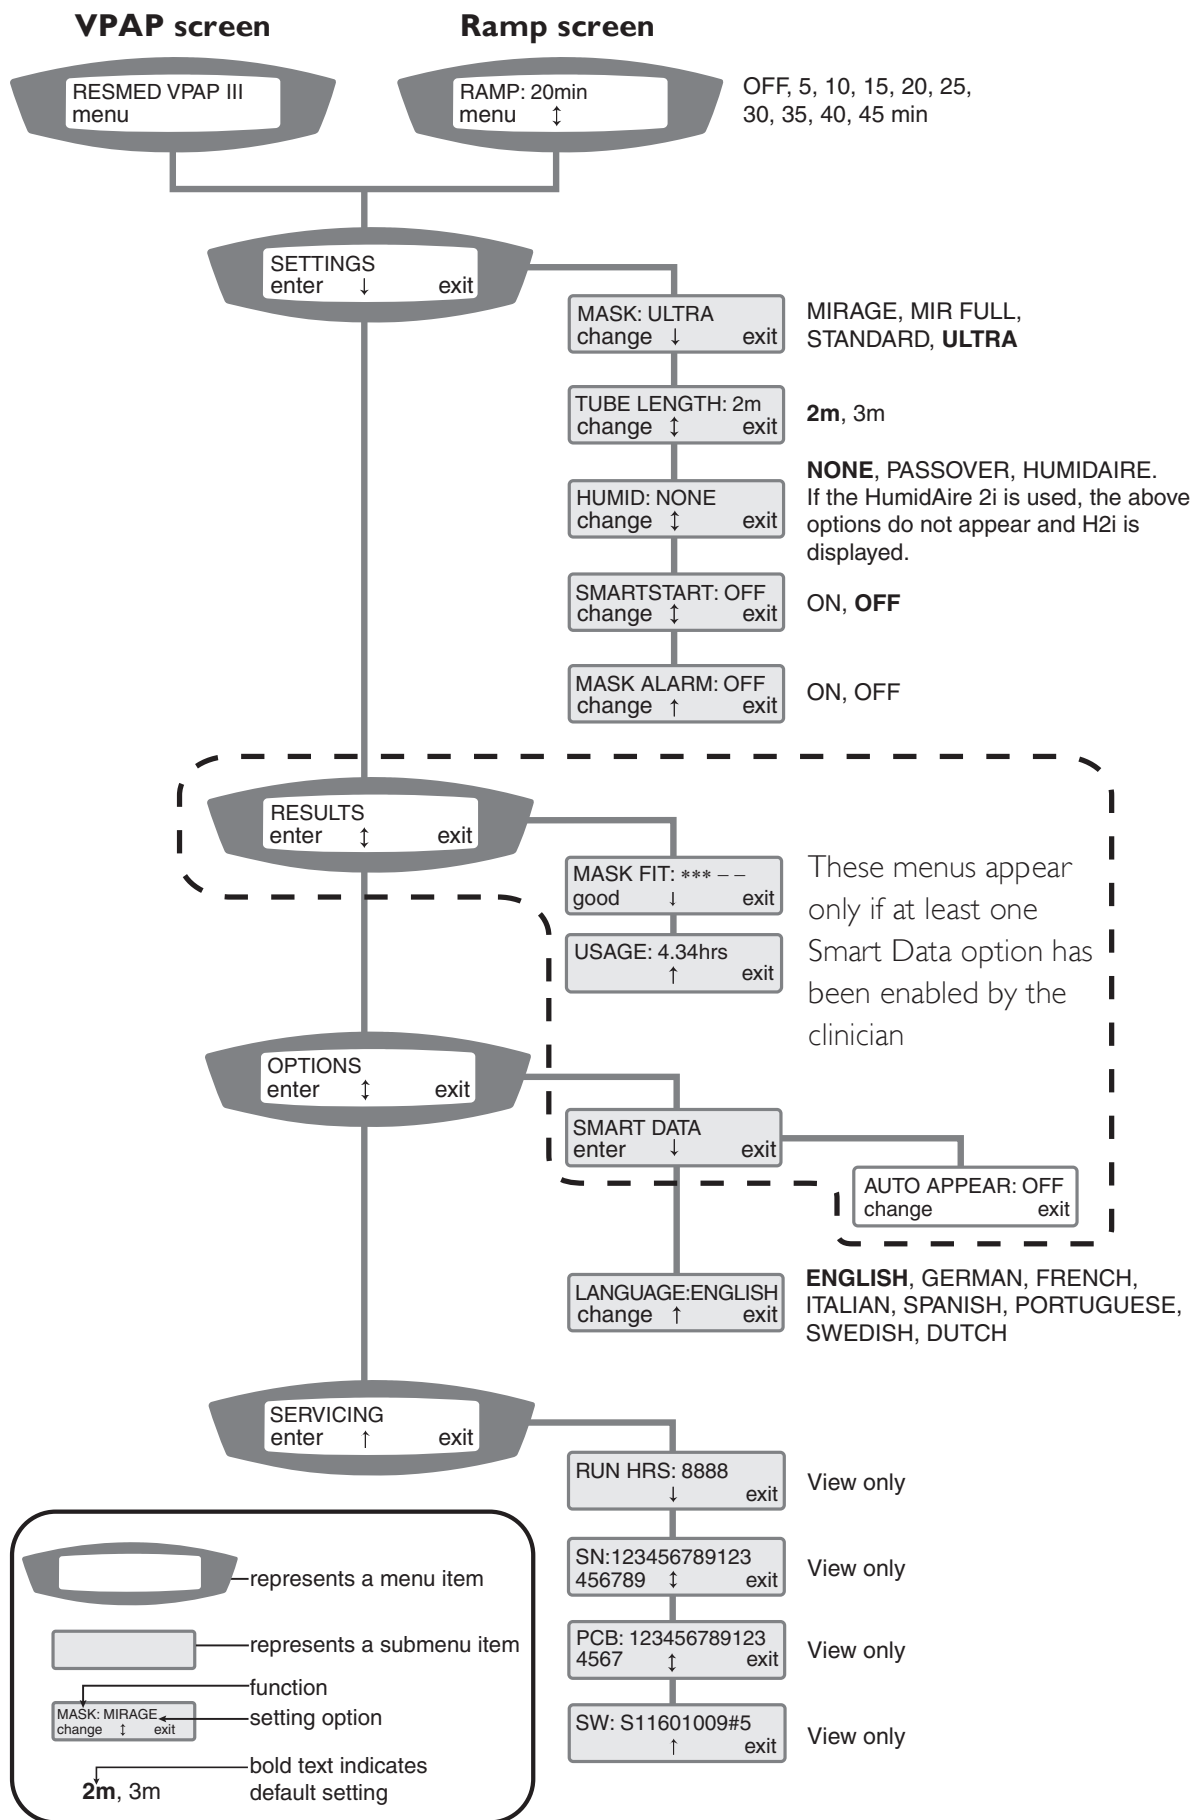 VPAP screen
Ramp screen
RESMED VPAP III
menu
RAMP: 20min
menu ↕
OFF, 5, 10, 15, 20, 25,
30, 35, 40, 45 min
SETTINGS
enter ↓ exit
MASK: ULTRA
change ↓ exit
MIRAGE, MIR FULL,
STANDARD, ULTRA
TUBE LENGTH: 2m
change ↕ exit
2m, 3m
HUMID: NONE
change ↕ exit
NONE, PASSOVER, HUMIDAIRE.
If the HumidAire 2i is used, the above
options do not appear and H2i is
displayed.
SMARTSTART: OFF
change ↕ exit
ON, OFF
MASK ALARM: OFF
change ↑ exit
ON, OFF
RESULTS
enter ↕ exit
MASK FIT: *** – –
good ↓ exit
USAGE: 4.34hrs
↑ exit
These menus appear
only if at least one
Smart Data option has
been enabled by the
clinician
OPTIONS
enter ↕ exit
SMART DATA
enter ↓ exit
AUTO APPEAR: OFF
change exit
LANGUAGE:ENGLISH
change ↑ exit
ENGLISH, GERMAN, FRENCH,
ITALIAN, SPANISH, PORTUGUESE,
SWEDISH, DUTCH
SERVICING
enter ↑ exit
RUN HRS: 8888
↓ exit
View only
SN:123456789123
456789 ↕ exit
View only
PCB: 123456789123
4567 ↕ exit
View only
SW: S11601009#5
↑ exit
View only
represents a menu item
represents a submenu item
function
MASK: MIRAGE
change ↕ exit
setting option
bold text indicates
default setting
2m, 3m